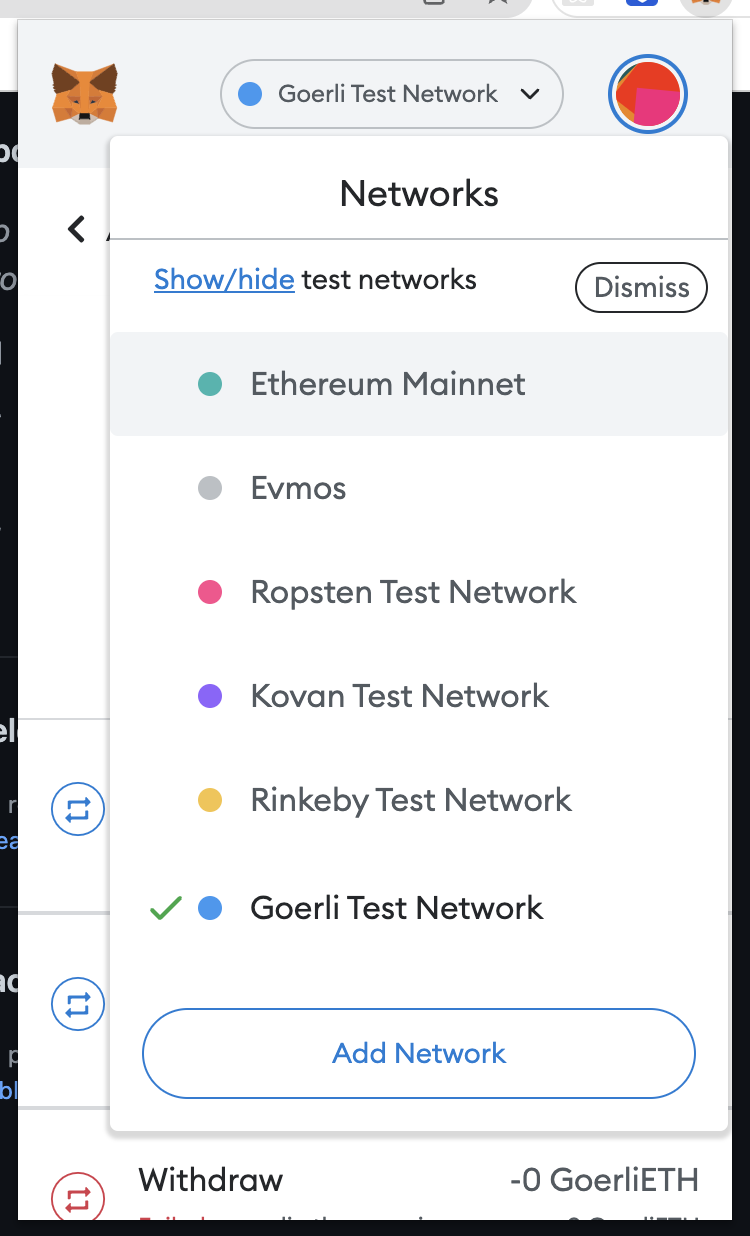 Goerli Test Network
Networks
Show/hide test networks
Dismiss
Ethereum Mainnet
Evmos
Ropsten Test Network
Kovan Test Network
Rinkeby Test Network
Goerli Test Network
Add Network
Withdraw
-0 GoerliETH